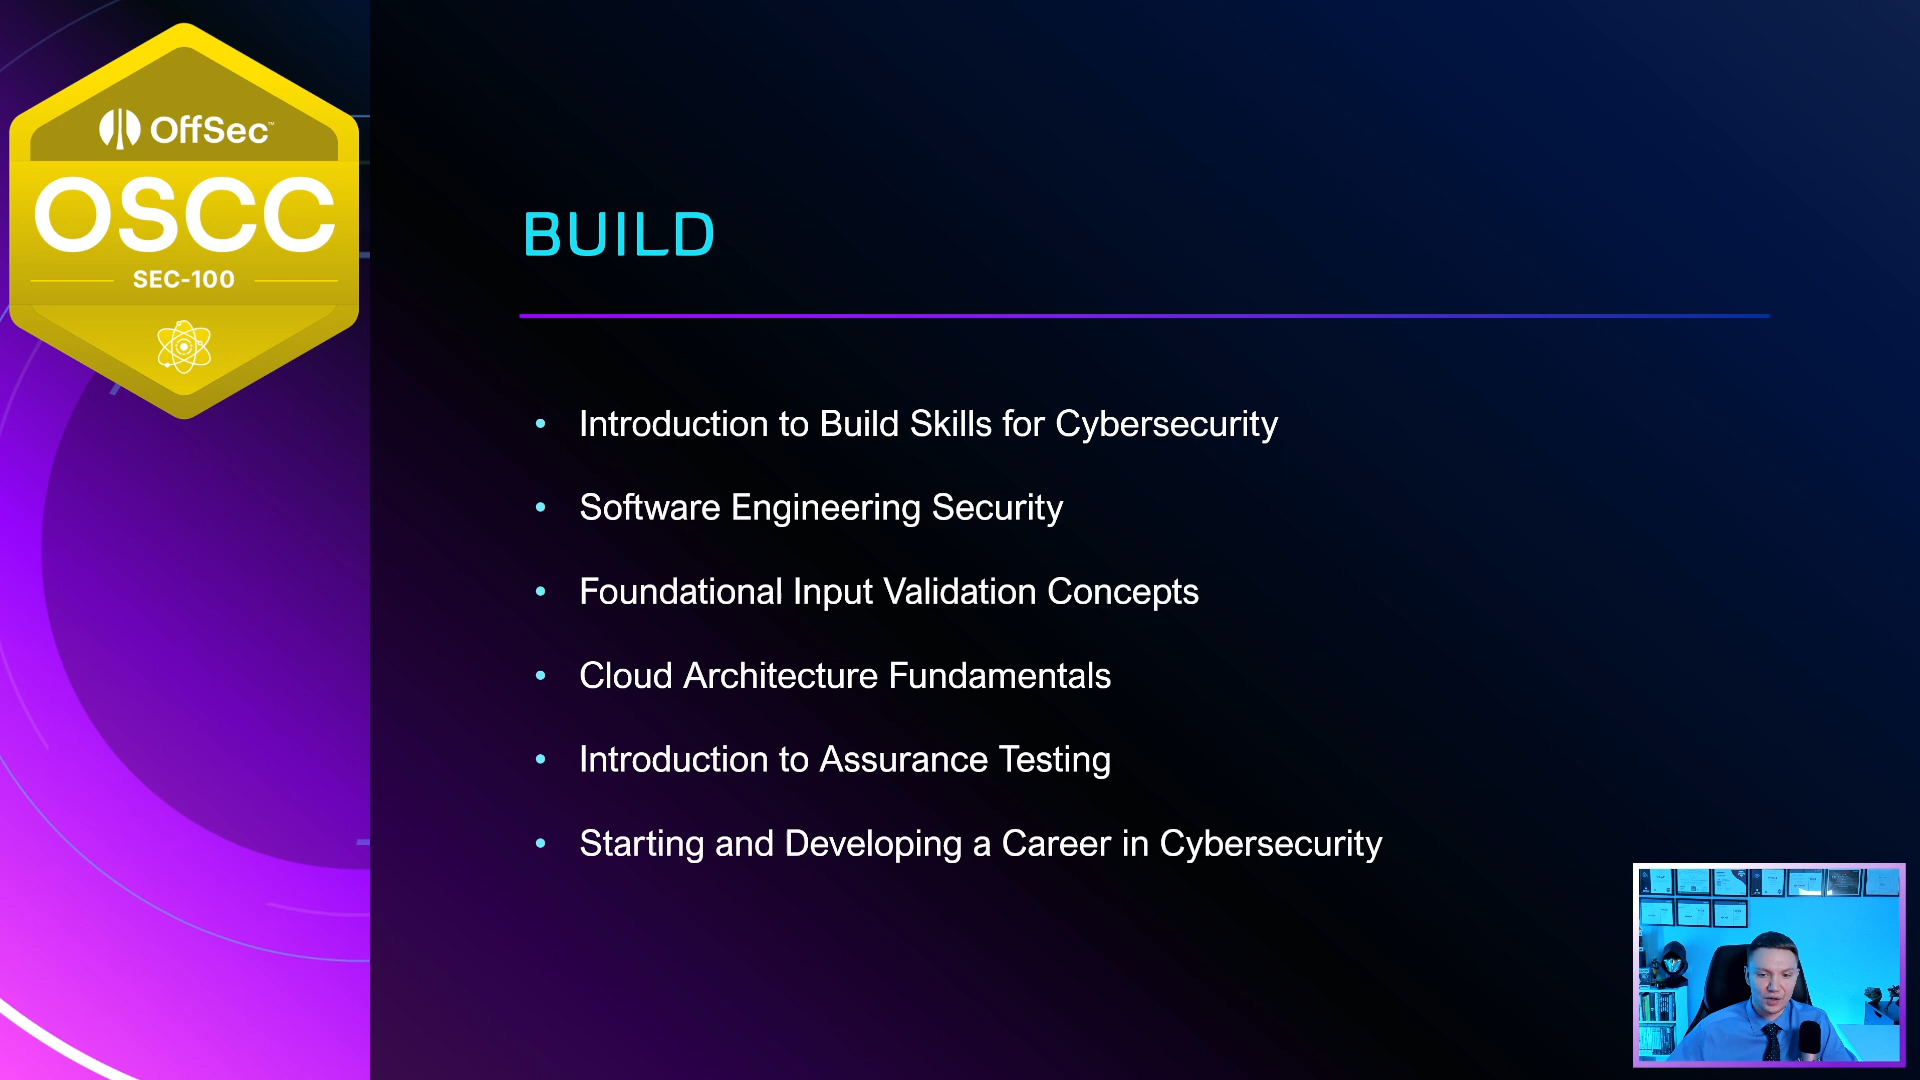 OffSec™
OSCC
SEC-100
BUILD
• Introduction to Build Skills for Cybersecurity
• Software Engineering Security
• Foundational Input Validation Concepts
• Cloud Architecture Fundamentals
• Introduction to Assurance Testing
• Starting and Developing a Career in Cybersecurity